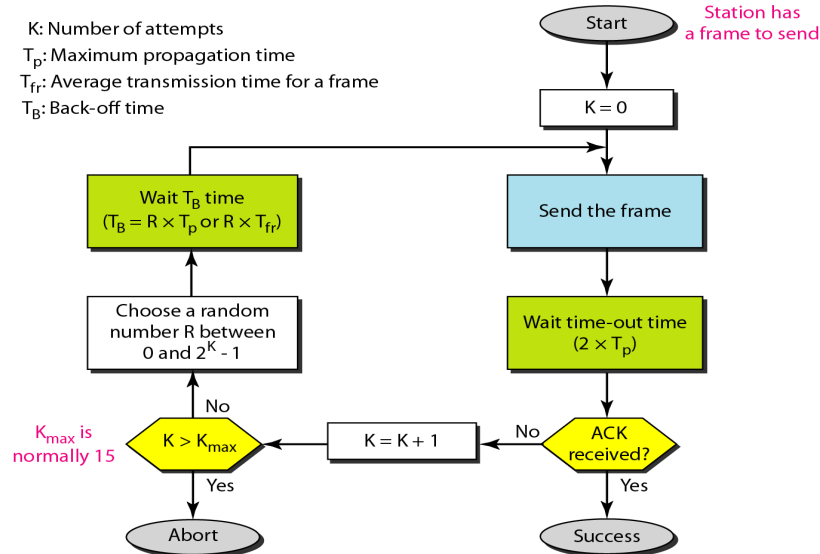 K: Number of attempts
Tp: Maximum propagation time
Tfr: Average transmission time for a frame
TB: Back-off time
Start
Station has
a frame to send
K = 0
Wait TB time
(TB = R × Tp or R × Tfr)
Send the frame
Choose a random
number R between
0 and 2^K - 1
Wait time-out time
(2 × Tp)
No
Kmax is
normally 15
K > Kmax
K = K + 1
No
ACK
received?
Yes
Yes
Abort
Success